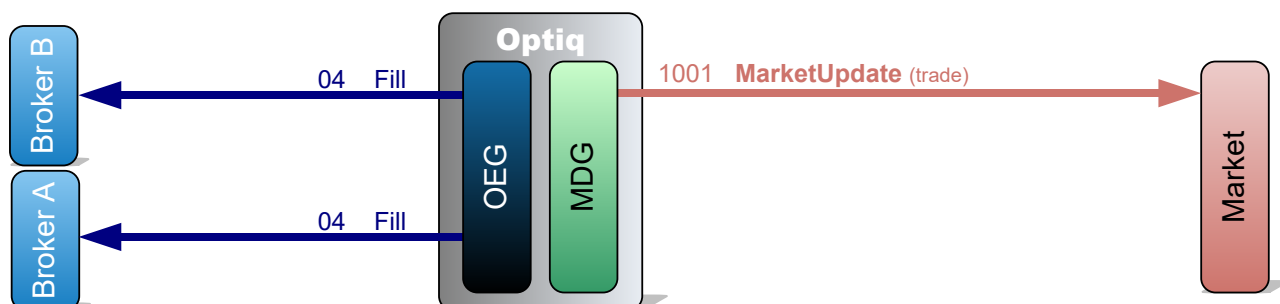 Optiq
Broker B
04 Fill
OEG
MDG
1001 MarketUpdate (trade)
Market
Broker A
04 Fill